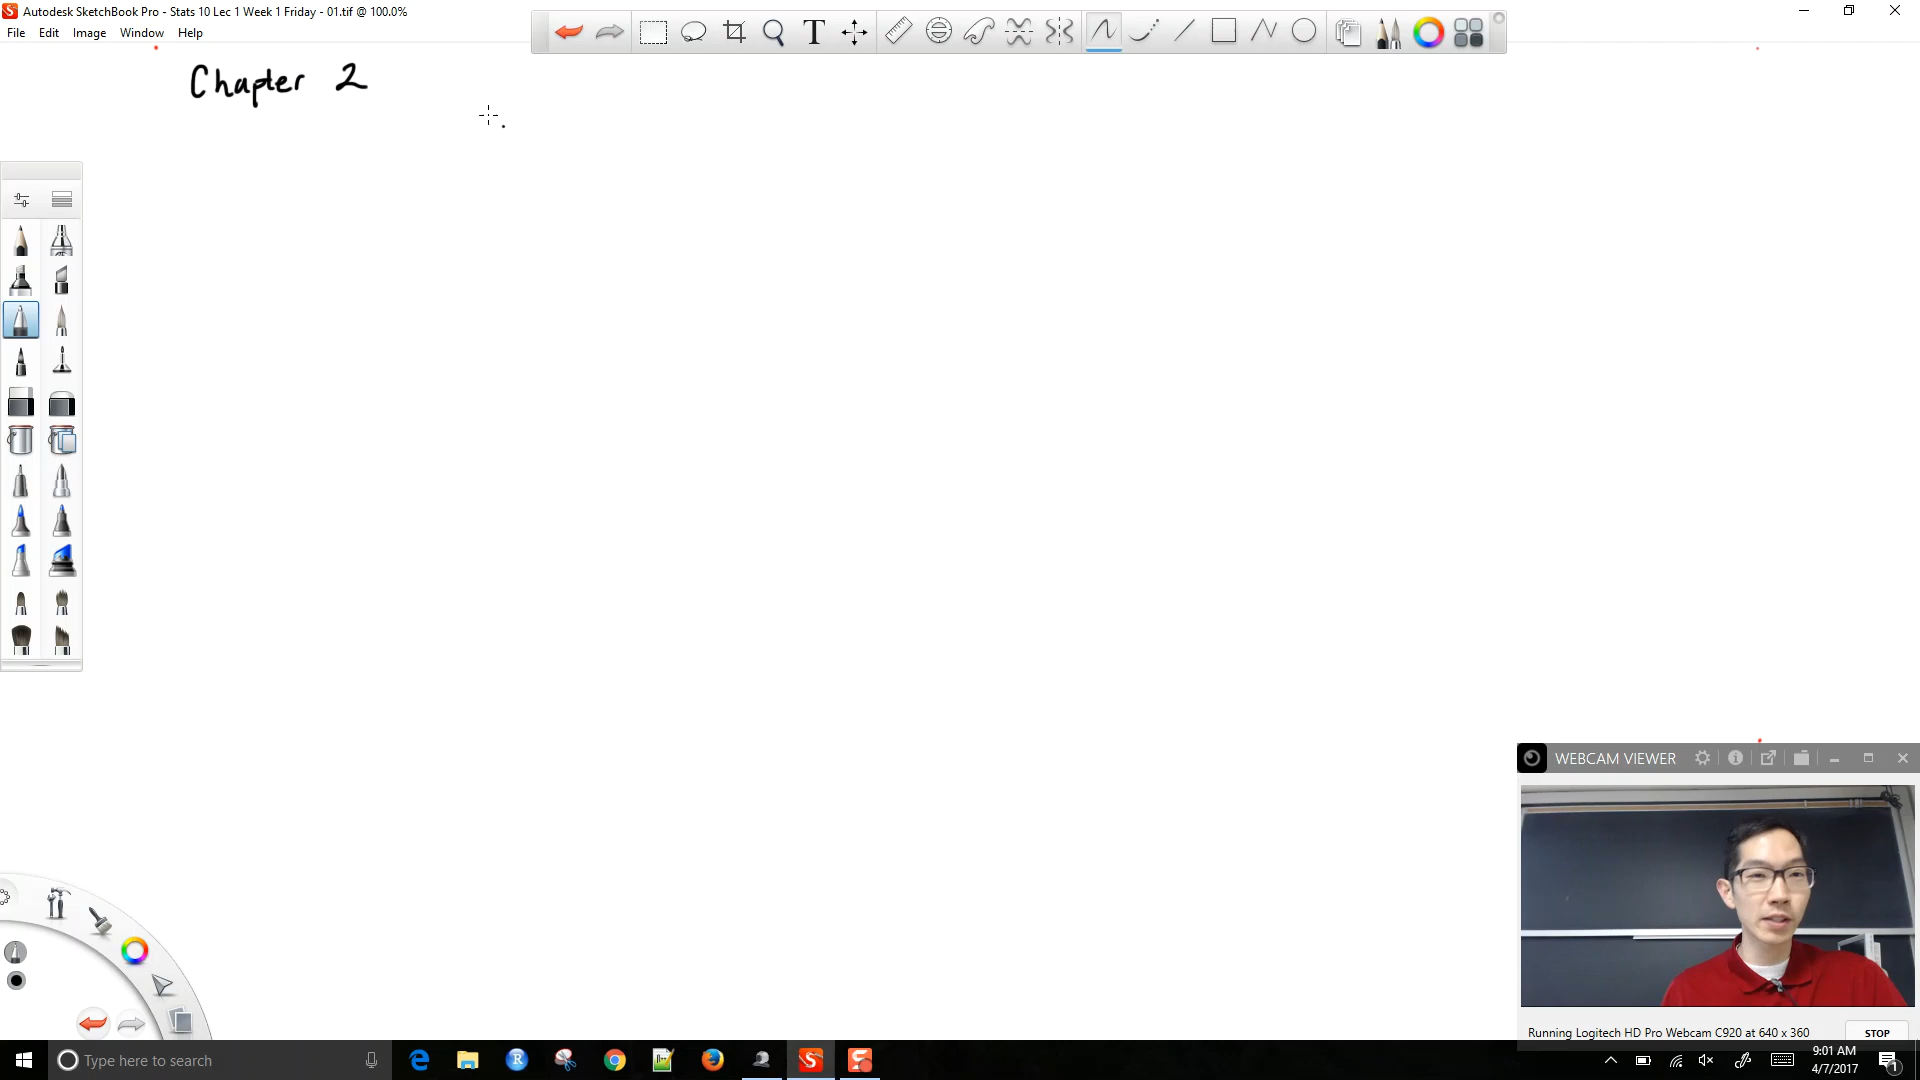 Autodesk SketchBook Pro - Stats 10 Lec 1 Week 1 Friday - 01.tif @ 100.0%
File Edit Image Window Help
T
Chapter 2
WEBCAM VIEWER
Running Logitech HD Pro Webcam C920 at 640 x 360
STOP
Type here to search
9:01 AM
4/7/2017
1